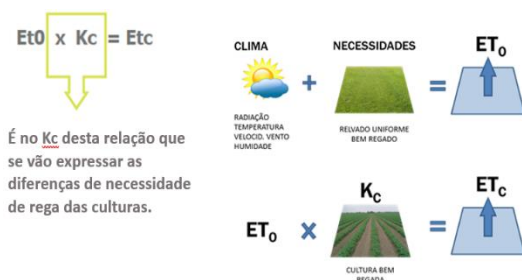 Et0 x Kc = Etc
É no Kc desta relação que
se vão expressar as
diferenças de necessidade
de rega das culturas.
CLIMA
NECESSIDADES
ET0
+
=
RADIAÇÃO
TEMPERATURA
VELOCID. VENTO
HUMIDADE
RELVADO UNIFORME
BEM REGADO
KC
ETC
ET0
×
=
CULTURA BEM
REGADA